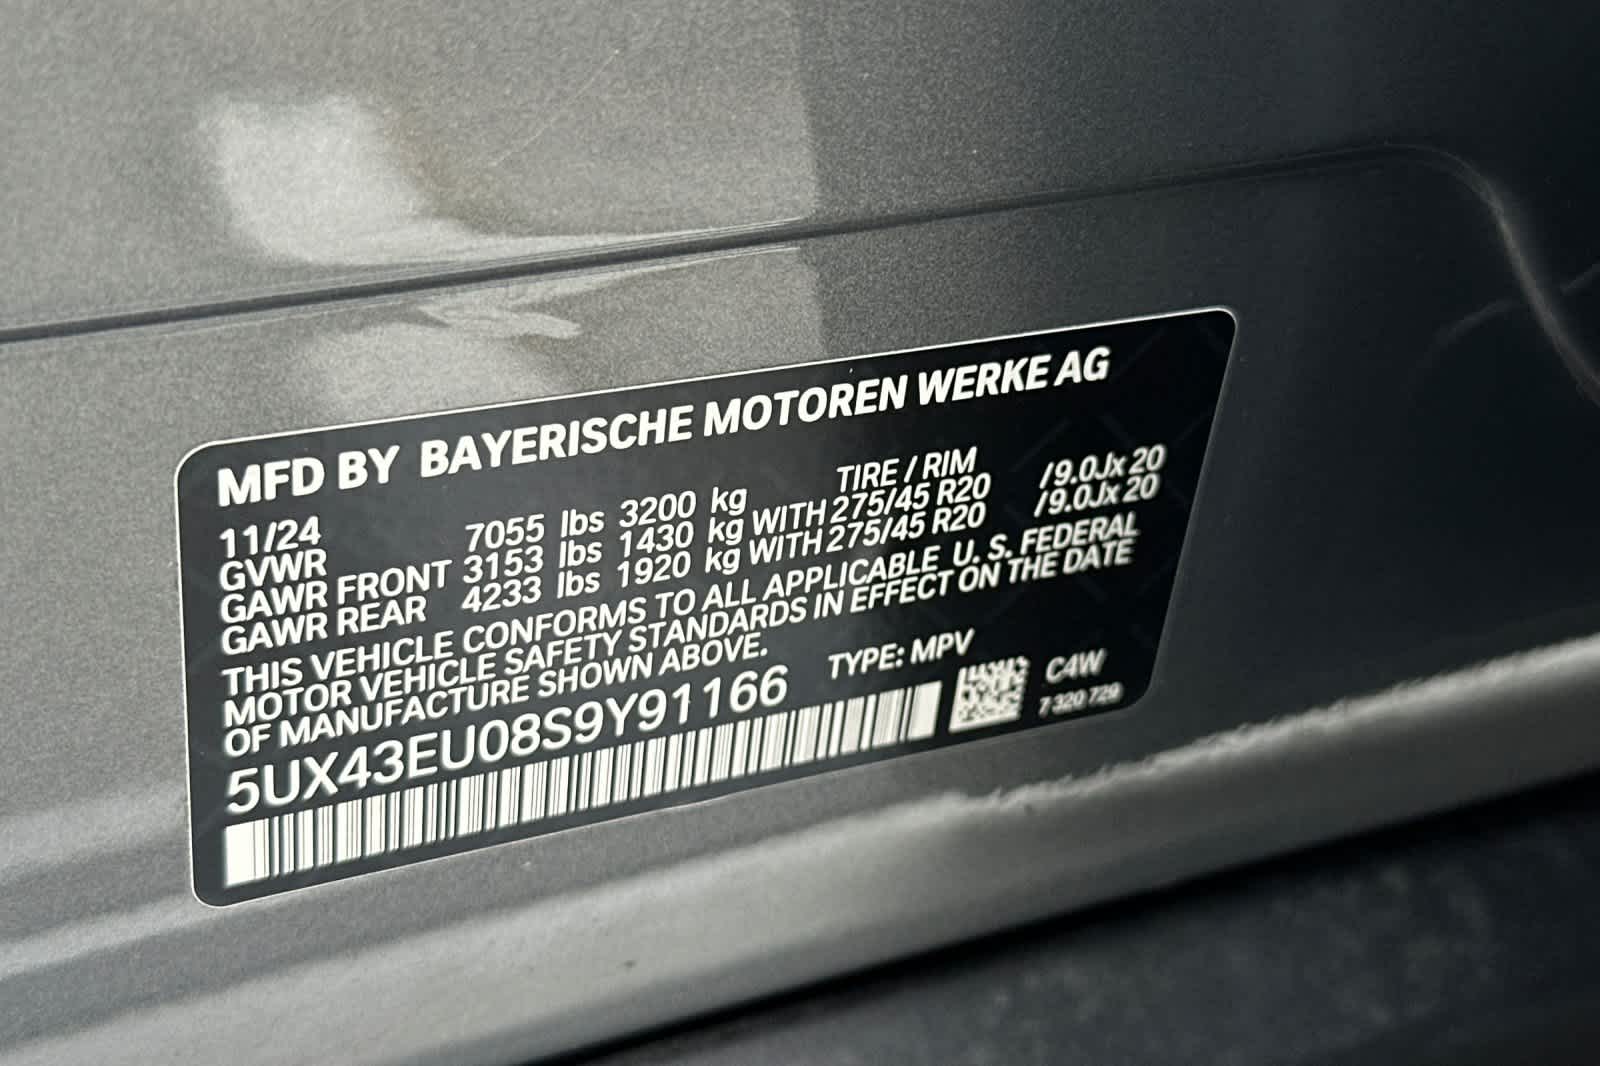 MFD BY BAYERISCHE MOTOREN WERKE AG
11/24 TIRE / RIM
GVWR 7055 lbs 3200 kg
GAWR FRONT 3153 lbs 1430 kg WITH 275/45 R20 /9.0Jx 20
GAWR REAR 4233 lbs 1920 kg WITH 275/45 R20 /9.0Jx 20
THIS VEHICLE CONFORMS TO ALL APPLICABLE U. S. FEDERAL
MOTOR VEHICLE SAFETY STANDARDS IN EFFECT ON THE DATE
OF MANUFACTURE SHOWN ABOVE.
TYPE: MPV
5UX43EU08S9Y91166
C4W
7 320 729